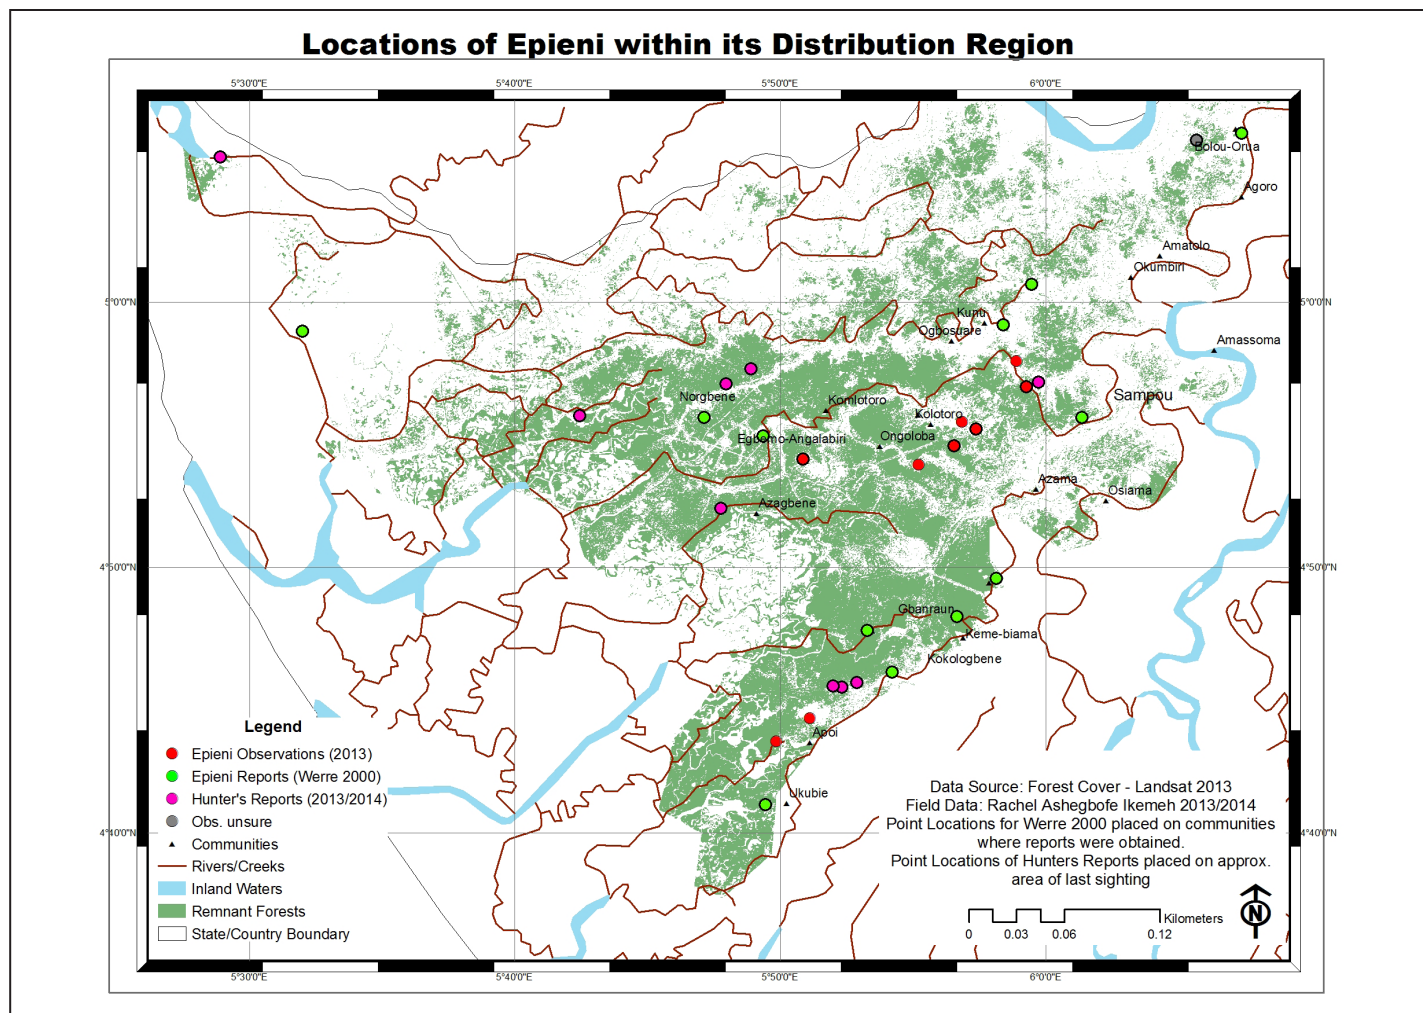 Locations of Epieni within its Distribution Region
5°30'0"E
5°40'0"E
5°50'0"E
6°0'0"E
Bolou-Orua
Agoro
Amatolo
Okumbiri
5°0'0"N
5°0'0"N
Kunu
Ogbosuare
Amassoma
Norgbene
Komlotoro
Sampou
Kolotoro
Egbomo-Angalabiri
Ongoloba
Azama
Osiama
Azagbene
4°50'0"N
4°50'0"N
Gbanraun
Keme-biama
Kokologbene
Apoi
Ukubie
Legend
Epieni Observations (2013)
Epieni Reports (Werre 2000)
Hunter's Reports (2013/2014)
Obs. unsure
Communities
Rivers/Creeks
Inland Waters
Remnant Forests
State/Country Boundary
Data Source: Forest Cover - Landsat 2013
Field Data: Rachel Ashegbofe Ikemeh 2013/2014
Point Locations for Werre 2000 placed on communities
where reports were obtained.
Point Locations of Hunters Reports placed on approx.
area of last sighting
4°40'0"N
4°40'0"N
N
Kilometers
0 0.03 0.06 0.12
5°30'0"E
5°40'0"E
5°50'0"E
6°0'0"E